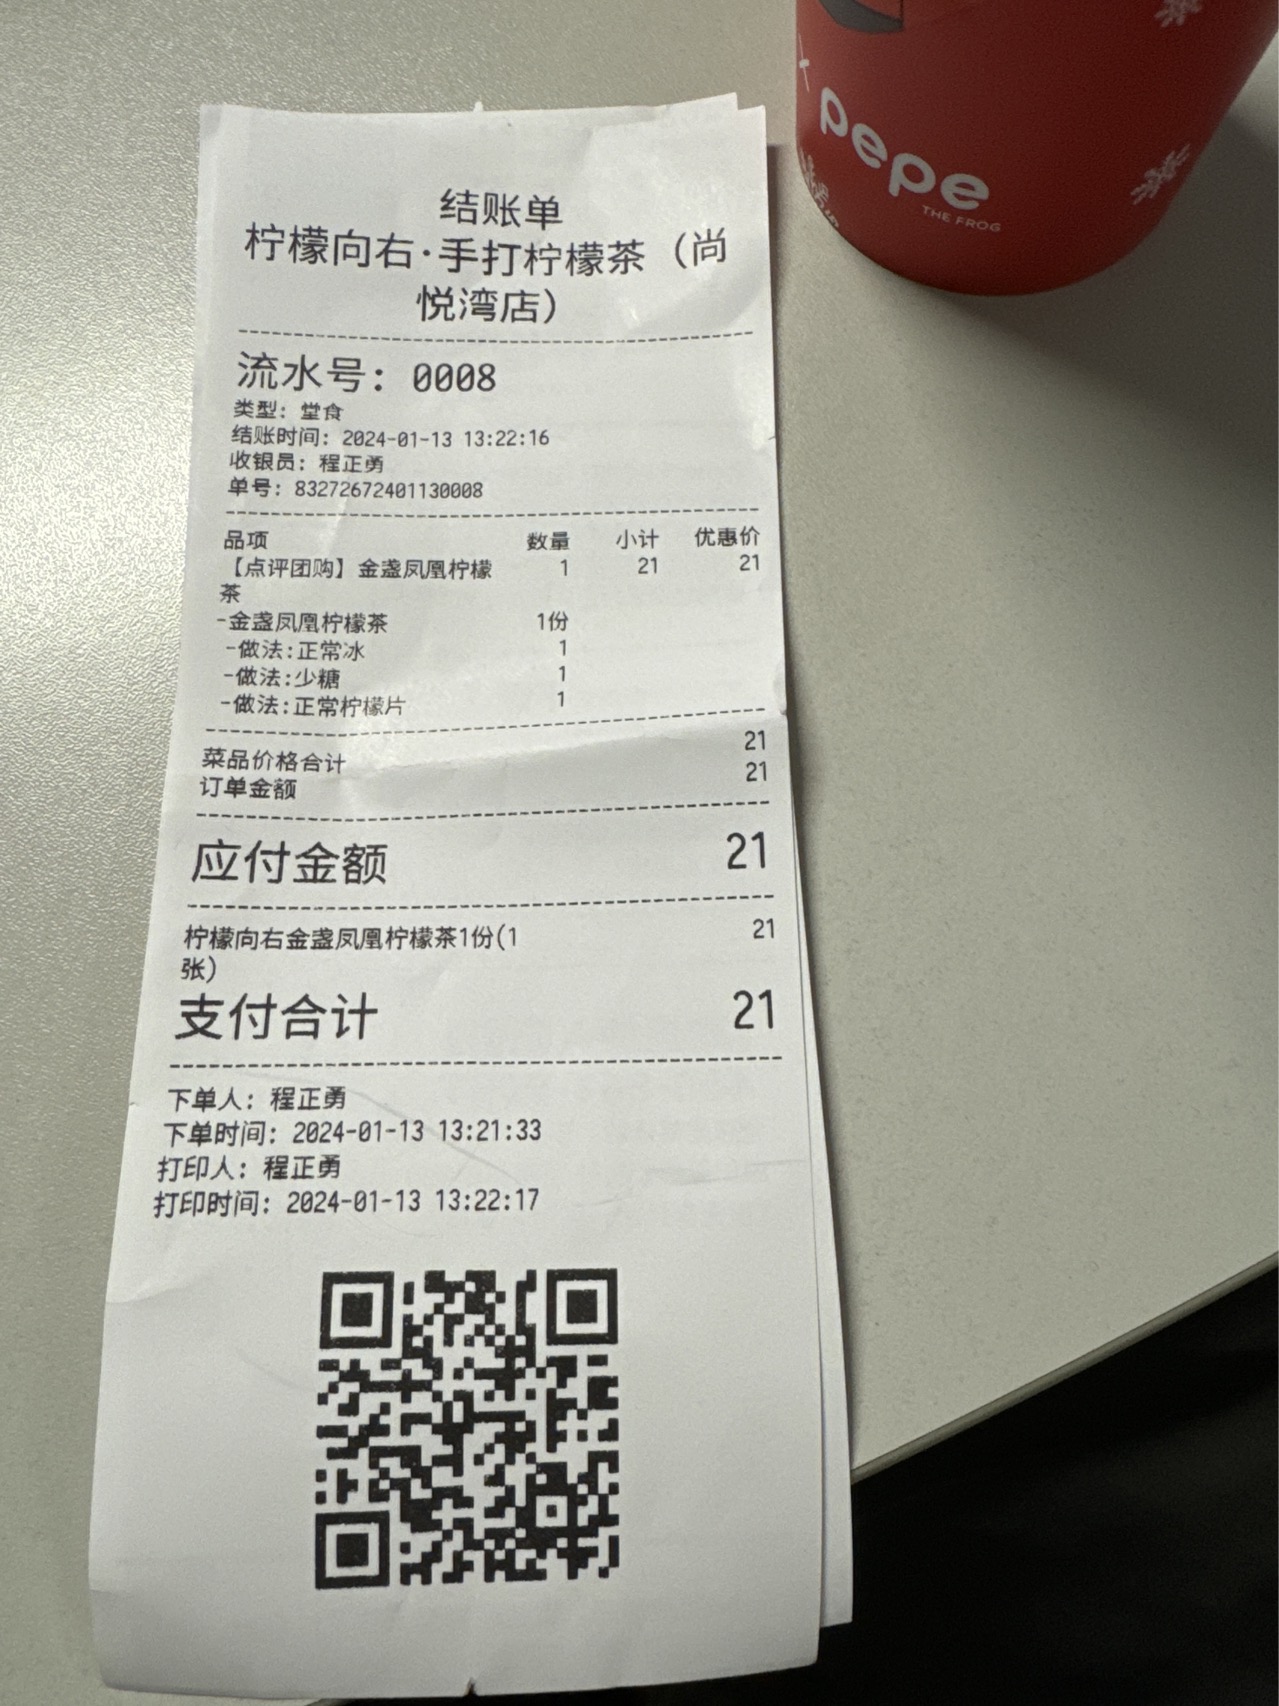 pepe
THE FROG
结账单
柠檬向右·手打柠檬茶（尚
悦湾店）
流水号：0008
类型：堂食
结账时间：2024-01-13 13:22:16
收银员：程正勇
单号：83272672401130008
品项 数量 小计 优惠价
【点评团购】金盏凤凰柠檬 1 21 21
茶
-金盏凤凰柠檬茶 1份
-做法:正常冰 1
-做法:少糖 1
-做法:正常柠檬片 1
菜品价格合计 21
订单金额 21
应付金额 21
柠檬向右金盏凤凰柠檬茶1份(1 21
张)
支付合计 21
下单人：程正勇
下单时间：2024-01-13 13:21:33
打印人：程正勇
打印时间：2024-01-13 13:22:17